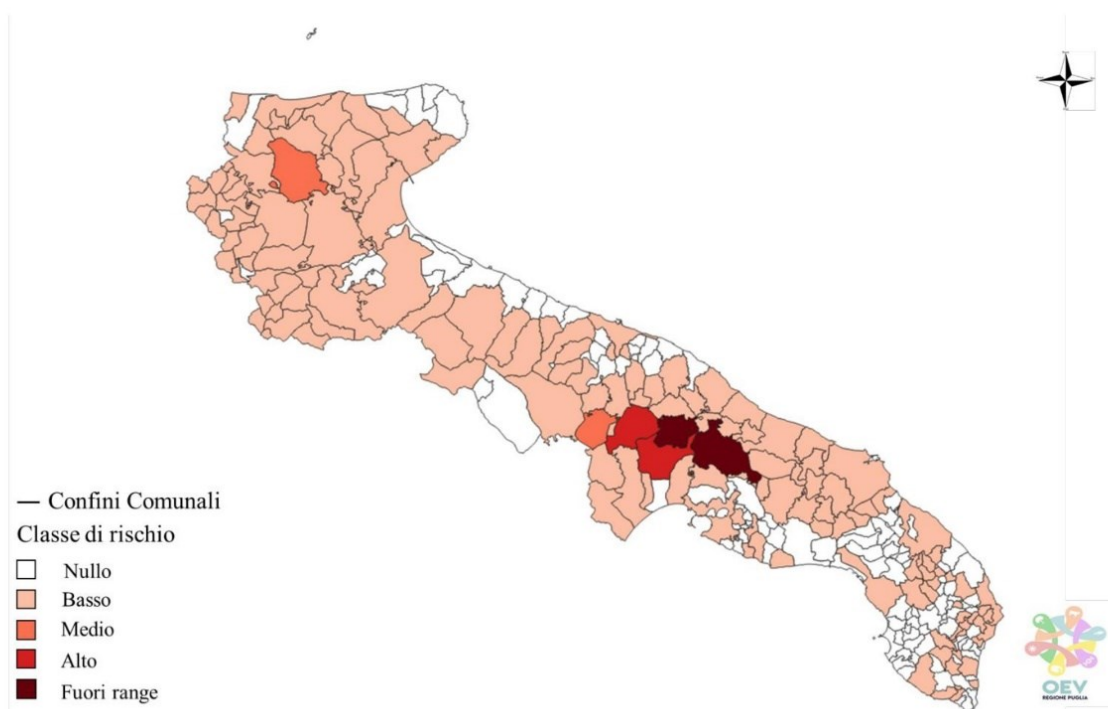 Confini Comunali
Classe di rischio
Nullo
Basso
Medio
Alto
Fuori range
OEV
REGIONE PUGLIA